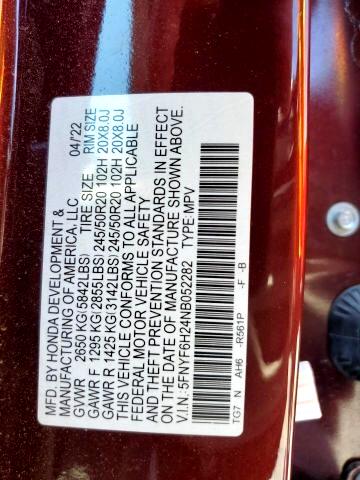 MFD. BY HONDA DEVELOPMENT &
MANUFACTURING OF AMERICA, LLC 04/22
GVWR 2650 KG(5842LBS) TIRE SIZE RIM SIZE
GAWR F 1295 KG(2855LBS) 245/50R20 102H 20X8.0J
GAWR R 1425 KG(3142LBS) 245/50R20 102H 20X8.0J
THIS VEHICLE CONFORMS TO ALL APPLICABLE
FEDERAL MOTOR VEHICLE SAFETY
AND THEFT PREVENTION STANDARDS IN EFFECT
ON THE DATE OF MANUFACTURE SHOWN ABOVE.
V.I.N.:5FNYF6H24NB052282 TYPE:MPV
TG7 N AH6 -R561P -F -B